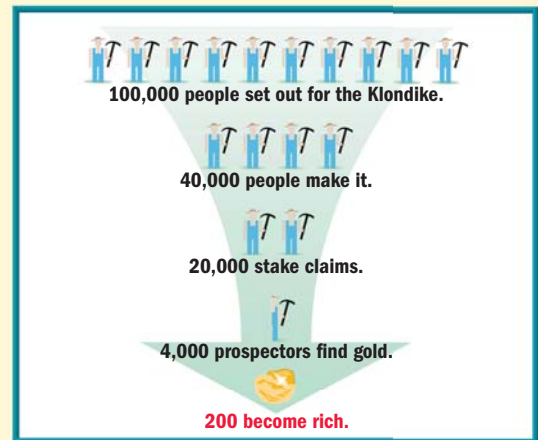 100,000 people set out for the Klondike.
40,000 people make it.
20,000 stake claims.
4,000 prospectors find gold.
200 become rich.